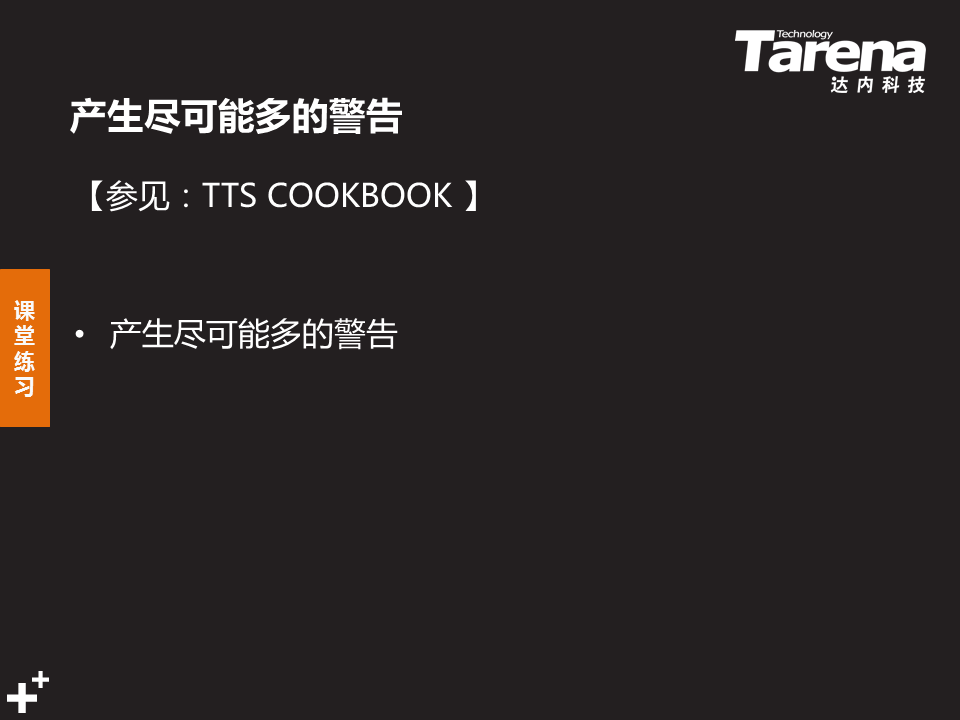 Technology
Tarena
达内科技
产生尽可能多的警告
【参见：TTS COOKBOOK 】
课堂练习
• 产生尽可能多的警告